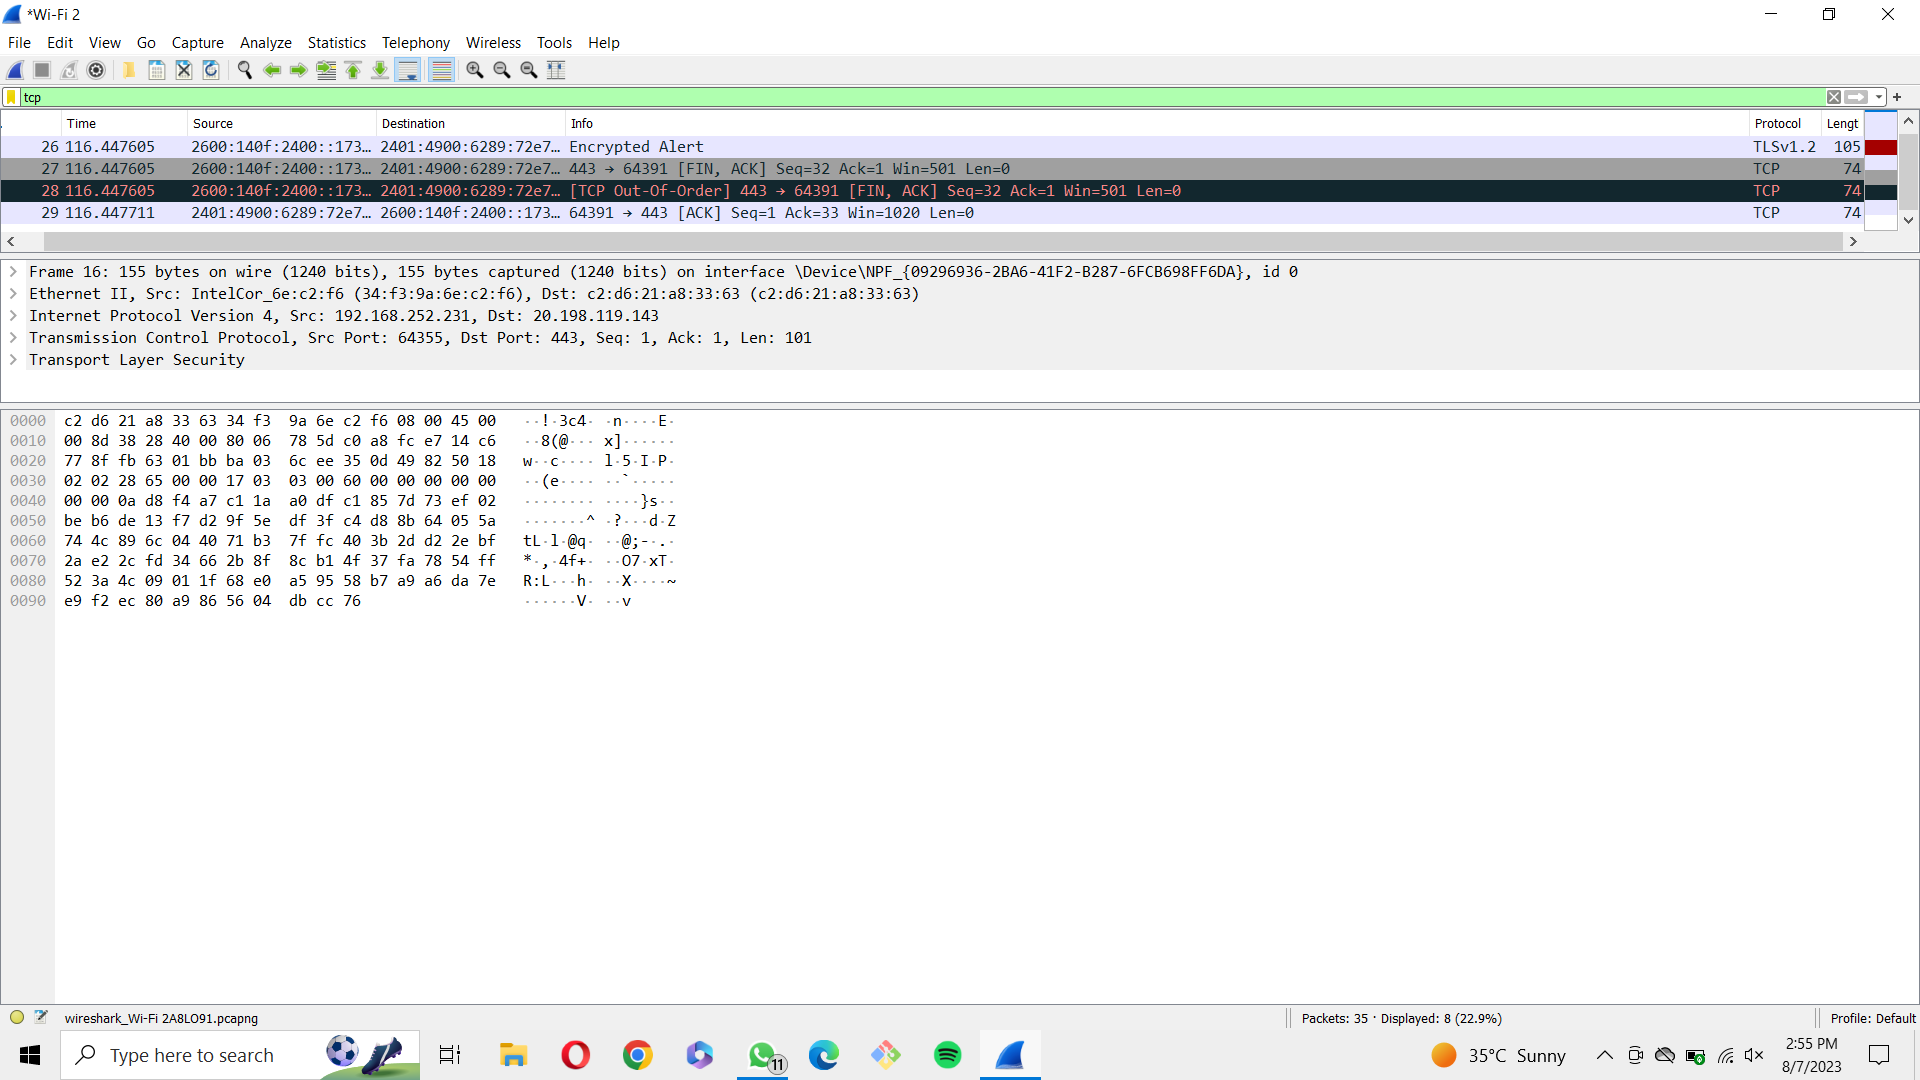 *Wi-Fi 2
File Edit View Go Capture Analyze Statistics Telephony Wireless Tools Help
tcp
Time Source Destination Info Protocol Lengt
26 116.447605 2600:140f:2400::173… 2401:4900:6289:72e7… Encrypted Alert TLSv1.2 105
27 116.447605 2600:140f:2400::173… 2401:4900:6289:72e7… 443 → 64391 [FIN, ACK] Seq=32 Ack=1 Win=501 Len=0 TCP 74
28 116.447605 2600:140f:2400::173… 2401:4900:6289:72e7… [TCP Out-Of-Order] 443 → 64391 [FIN, ACK] Seq=32 Ack=1 Win=501 Len=0 TCP 74
29 116.447711 2401:4900:6289:72e7… 2600:140f:2400::173… 64391 → 443 [ACK] Seq=1 Ack=33 Win=1020 Len=0 TCP 74
Frame 16: 155 bytes on wire (1240 bits), 155 bytes captured (1240 bits) on interface \Device\NPF_{09296936-2BA6-41F2-B287-6FCB698FF6DA}, id 0
Ethernet II, Src: IntelCor_6e:c2:f6 (34:f3:9a:6e:c2:f6), Dst: c2:d6:21:a8:33:63 (c2:d6:21:a8:33:63)
Internet Protocol Version 4, Src: 192.168.252.231, Dst: 20.198.119.143
Transmission Control Protocol, Src Port: 64355, Dst Port: 443, Seq: 1, Ack: 1, Len: 101
Transport Layer Security
0000 c2 d6 21 a8 33 63 34 f3 9a 6e c2 f6 08 00 45 00 ··!·3c4· ·n····E·
0010 00 8d 38 28 40 00 80 06 78 5d c0 a8 fc e7 14 c6 ··8(@··· x]······
0020 77 8f fb 63 01 bb ba 03 6c ee 35 0d 49 82 50 18 w··c···· l·5·I·P·
0030 02 02 28 65 00 00 17 03 03 00 60 00 00 00 00 00 ··(e···· ··`·····
0040 00 00 0a d8 f4 a7 c1 1a a0 df c1 85 7d 73 ef 02 ········ ····}s··
0050 be b6 de 13 f7 d2 9f 5e df 3f c4 d8 8b 64 05 5a ·······^ ·?···d·Z
0060 74 4c 89 6c 04 40 71 b3 7f fc 40 3b 2d d2 2e bf tL·l·@q· ··@;-·.·
0070 2a e2 2c fd 34 66 2b 8f 8c b1 4f 37 fa 78 54 ff *·,·4f+· ··O7·xT·
0080 52 3a 4c 09 01 1f 68 e0 a5 95 58 b7 a9 a6 da 7e R:L···h· ··X····~
0090 e9 f2 ec 80 a9 86 56 04 db cc 76 ······V· ··v
wireshark_Wi-Fi 2A8LO91.pcapng Packets: 35 · Displayed: 8 (22.9%) Profile: Default
Type here to search 11 35°C Sunny 2:55 PM
8/7/2023